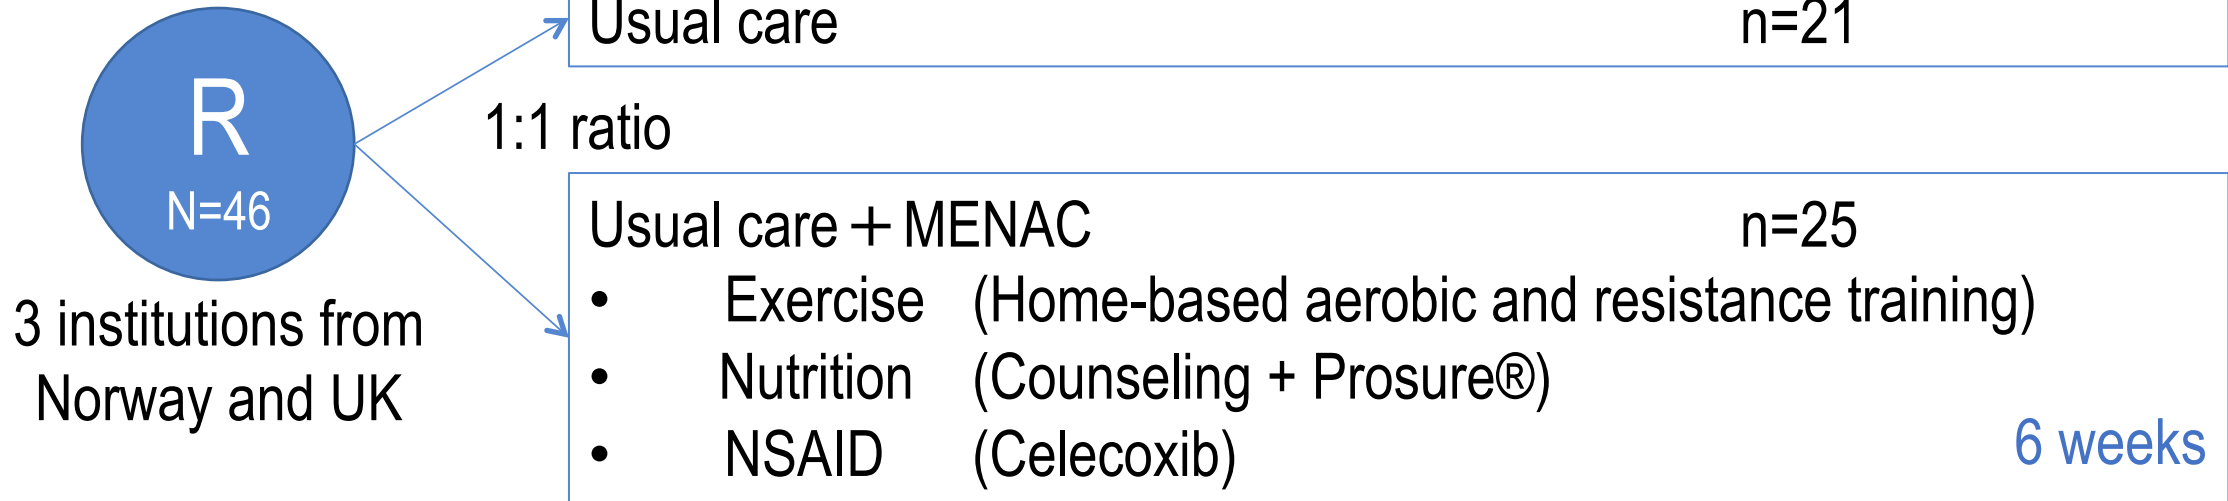 Usual care n=21
R
N=46
1:1 ratio
Usual care + MENAC n=25
• Exercise (Home-based aerobic and resistance training)
• Nutrition (Counseling + Prosure®)
• NSAID (Celecoxib)
6 weeks
3 institutions from
Norway and UK